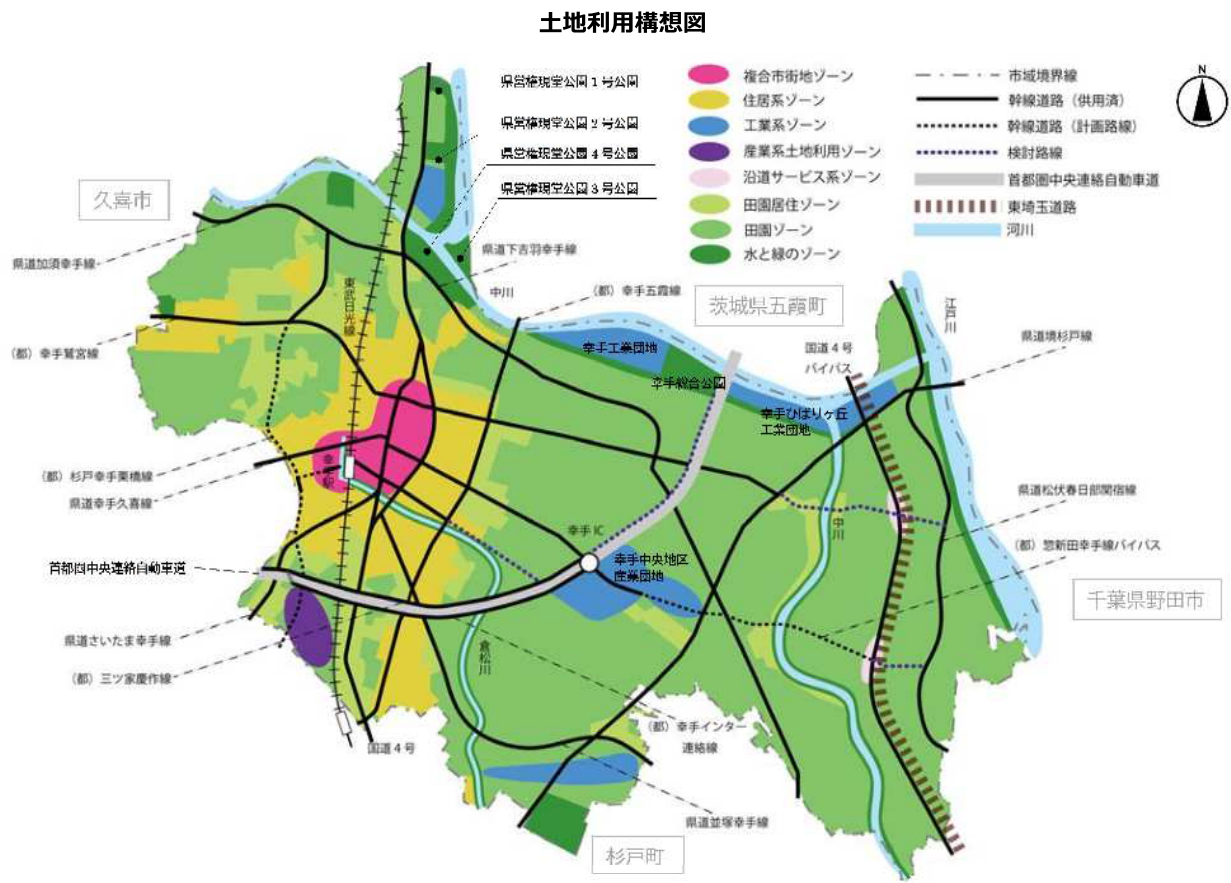 土地利用構想図
県営権現堂公園1号公園
県営権現堂公園2号公園
県営権現堂公園4号公園
県営権現堂公園3号公園
複合市街地ゾーン
住居系ゾーン
工業系ゾーン
産業系土地利用ゾーン
沿道サービス系ゾーン
田園居住ゾーン
田園ゾーン
水と緑のゾーン
市域境界線
幹線道路（供用済）
幹線道路（計画路線）
検討路線
首都圏中央連絡自動車道
東埼玉道路
河川
N
久喜市
県道加須幸手線
県道下吉羽幸手線
東武日光線
中川
（都）幸手五霞線
茨城県五霞町
江戸川
（都）幸手鷲宮線
幸手工業団地
国道4号
バイパス
県道境杉戸線
幸手総合公園
幸手ひばりヶ丘
工業団地
（都）杉戸幸手栗橋線
幸手駅
県道幸手久喜線
県道松伏春日部関宿線
中川
幸手IC
（都）惣新田幸手線バイパス
首都圏中央連絡自動車道
幸手中央地区
産業団地
千葉県野田市
県道さいたま幸手線
倉松川
（都）三ツ家慶作線
国道4号
（都）幸手インター
連絡線
県道並塚幸手線
杉戸町